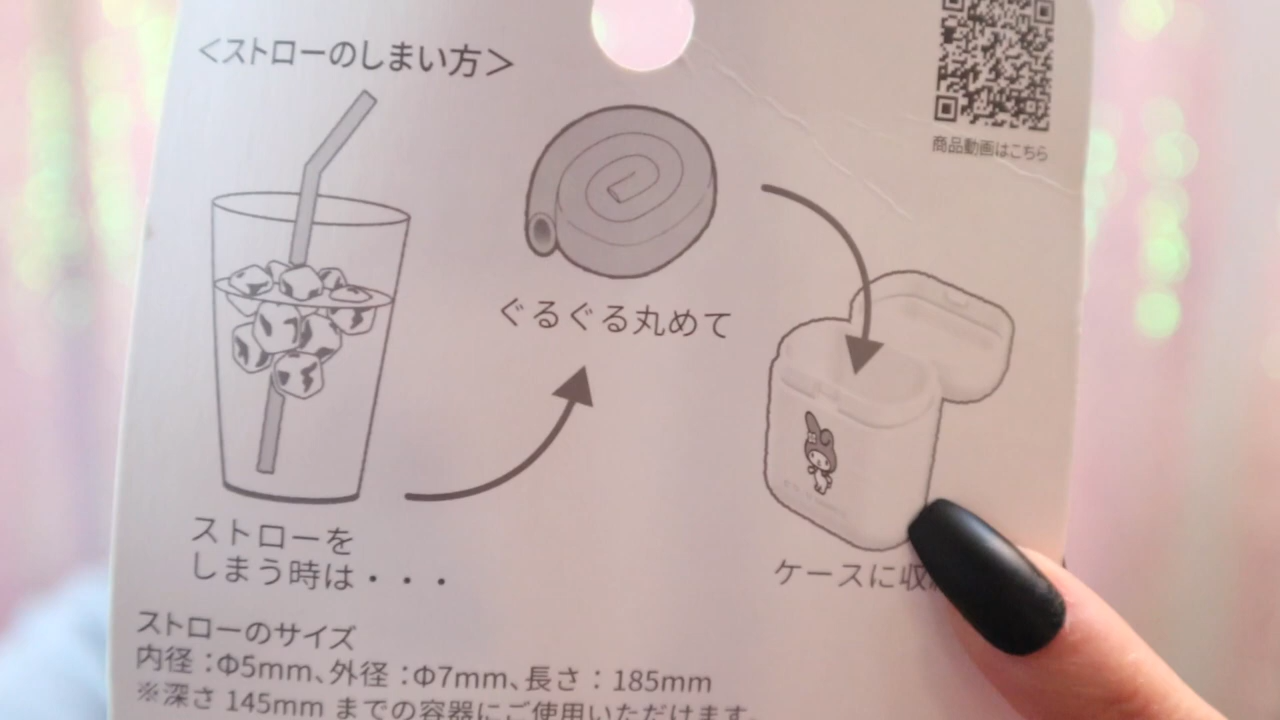 ＜ストローのしまい方＞
商品動画はこちら
ぐるぐる丸めて
ストローを
しまう時は・・・
ケースに
ストローのサイズ
内径：Φ5mm、外径：Φ7mm、長さ：185mm
※深さ 145mm までの容器にご使用いただけます。